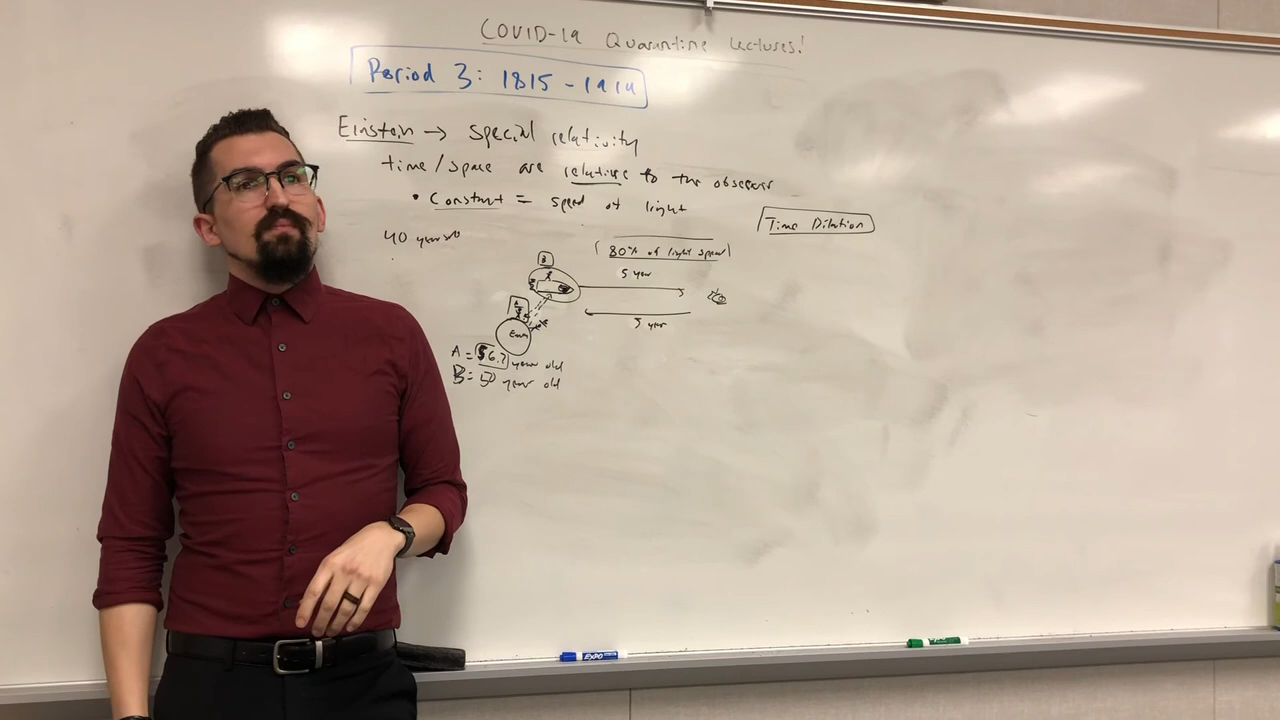 COVID-19 Quarantine Lectures!
Period 3: 1815 - 1914
Einstein → special relativity
time/space are relative to the observer
• Constant = speed of light
Time Dilation
40 years
80% of light speed
B
5 year
A
Earth
5 year
A = 56.7 year old
B = 50 year old
EXPO